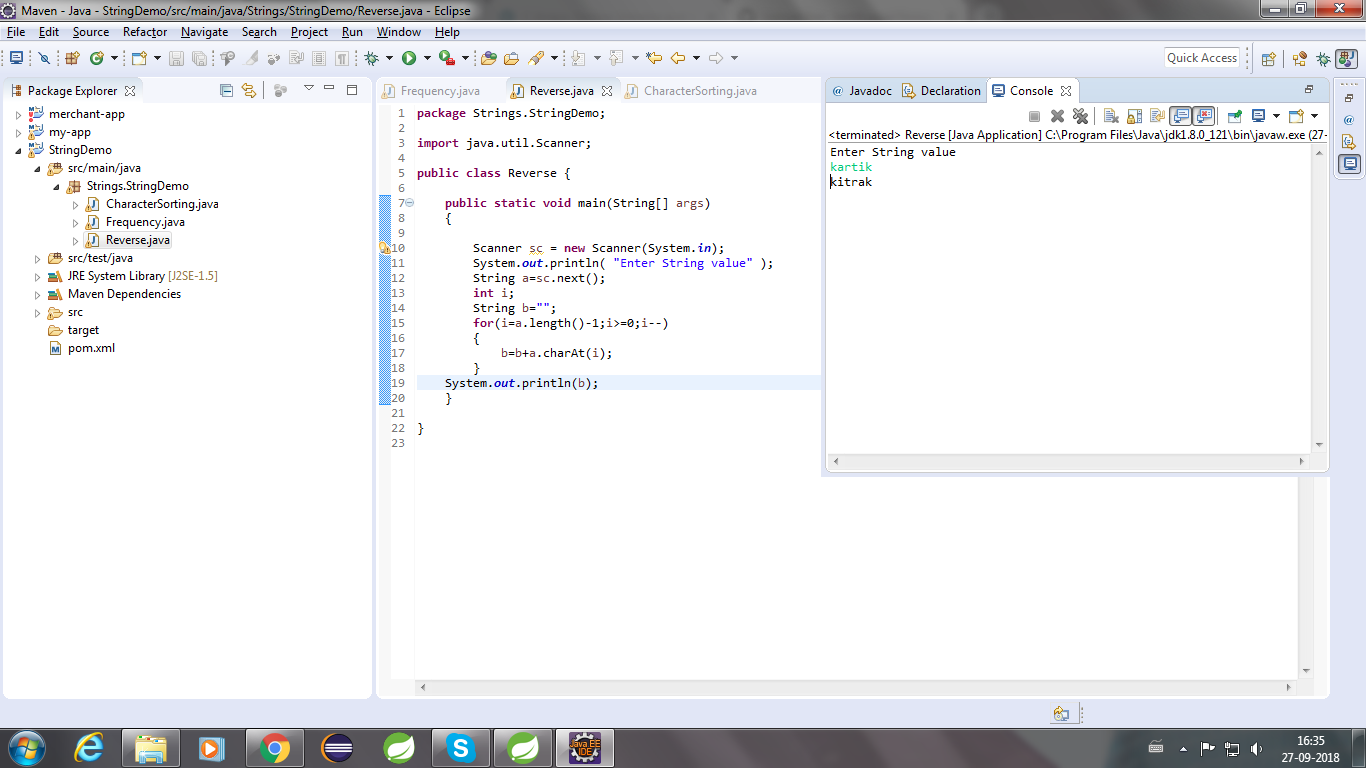 Maven - Java - StringDemo/src/main/java/Strings/StringDemo/Reverse.java - Eclipse
File Edit Source Refactor Navigate Search Project Run Window Help
Quick Access
Package Explorer
merchant-app
my-app
StringDemo
src/main/java
Strings.StringDemo
CharacterSorting.java
Frequency.java
Reverse.java
src/test/java
JRE System Library [J2SE-1.5]
Maven Dependencies
src
target
pom.xml
Frequency.java Reverse.java CharacterSorting.java
1 package Strings.StringDemo;
2
3 import java.util.Scanner;
4
5 public class Reverse {
6
7 public static void main(String[] args)
8 {
9
10 Scanner sc = new Scanner(System.in);
11 System.out.println( "Enter String value" );
12 String a=sc.next();
13 int i;
14 String b="";
15 for(i=a.length()-1;i>=0;i--)
16 {
17 b=b+a.charAt(i);
18 }
19 System.out.println(b);
20 }
21
22 }
23
@ Javadoc Declaration Console
<terminated> Reverse [Java Application] C:\Program Files\Java\jdk1.8.0_121\bin\javaw.exe (27-
Enter String value
kartik
kitrak
Java EE
IDE
16:35
27-09-2018